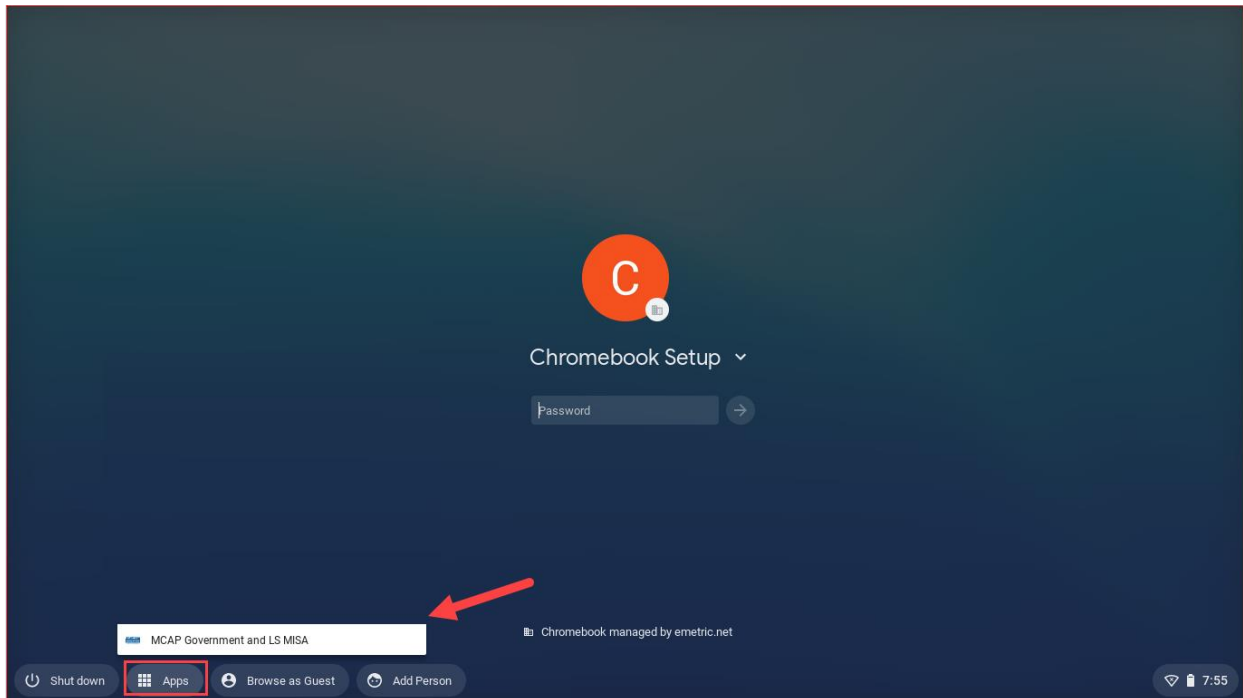 C
Chromebook Setup
Password
MCAP Government and LS MISA
Chromebook managed by emetric.net
Shut down Apps Browse as Guest Add Person 7:55